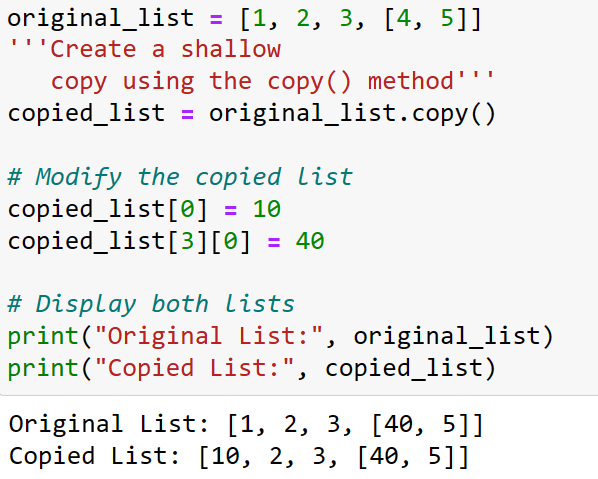 original_list = [1, 2, 3, [4, 5]]
'''Create a shallow
   copy using the copy() method'''
copied_list = original_list.copy()

# Modify the copied list
copied_list[0] = 10
copied_list[3][0] = 40

# Display both lists
print("Original List:", original_list)
print("Copied List:", copied_list)
Original List: [1, 2, 3, [40, 5]]
Copied List: [10, 2, 3, [40, 5]]